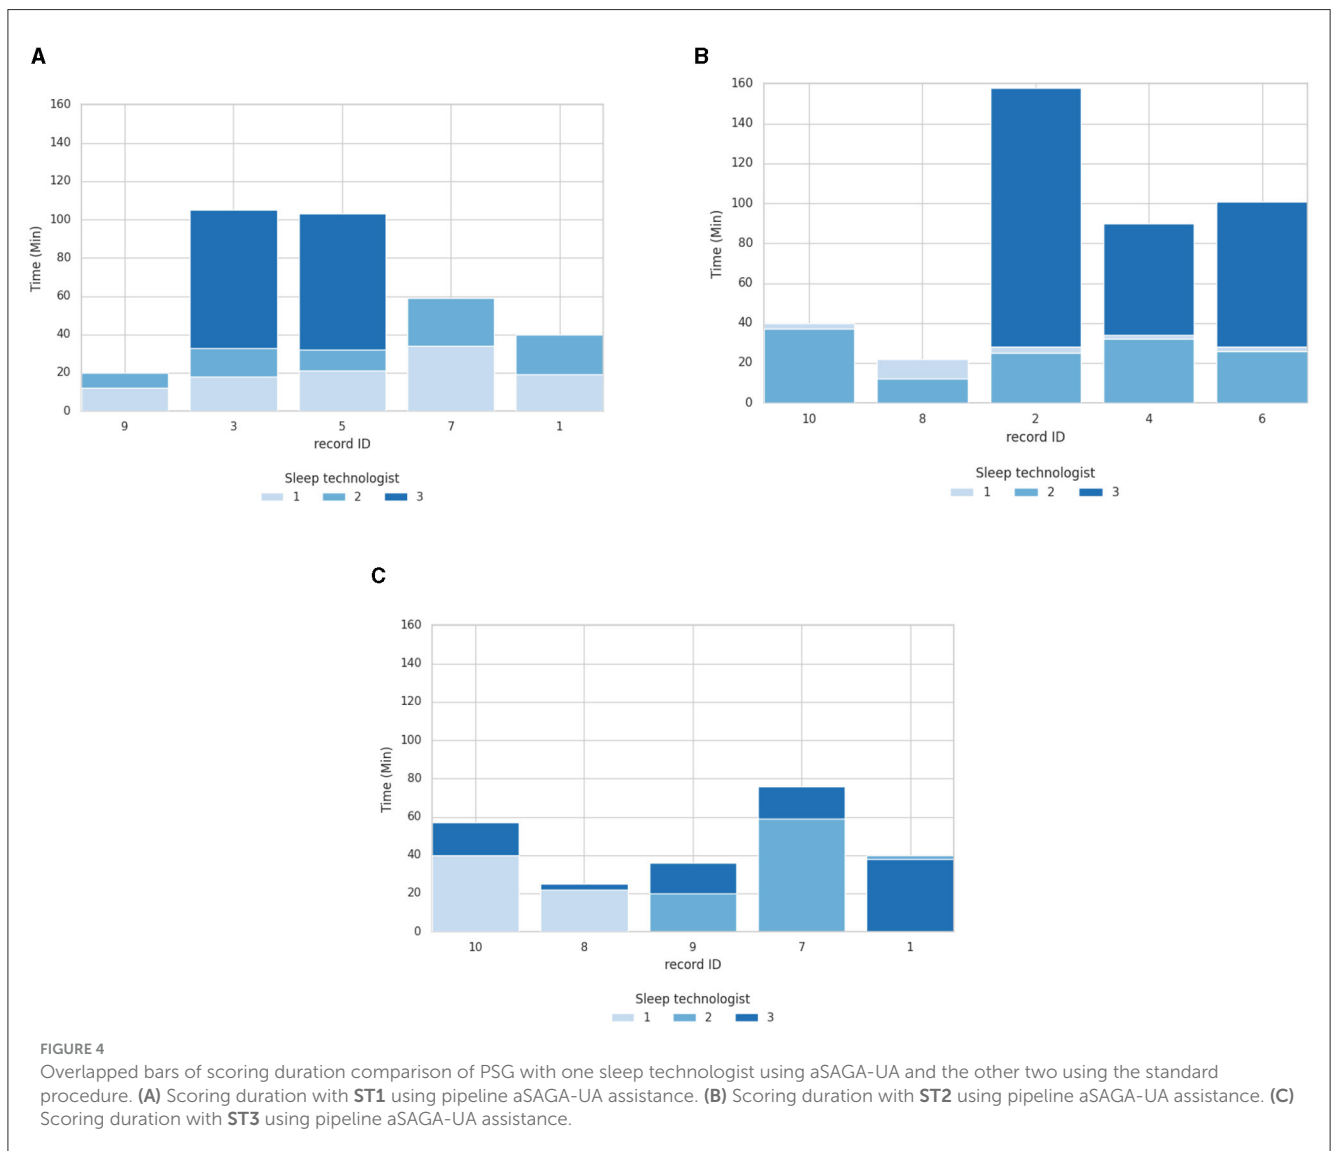 A
160
140
120
100
80
60
40
20
0
Time (Min)
9 3 5 7 1
record ID
Sleep technologist
1 2 3
B
160
140
120
100
80
60
40
20
0
Time (Min)
10 8 2 4 6
record ID
Sleep technologist
1 2 3
C
160
140
120
100
80
60
40
20
0
Time (Min)
10 8 9 7 1
record ID
Sleep technologist
1 2 3
FIGURE 4
Overlapped bars of scoring duration comparison of PSG with one sleep technologist using aSAGA-UA and the other two using the standard
procedure. (A) Scoring duration with ST1 using pipeline aSAGA-UA assistance. (B) Scoring duration with ST2 using pipeline aSAGA-UA assistance. (C)
Scoring duration with ST3 using pipeline aSAGA-UA assistance.